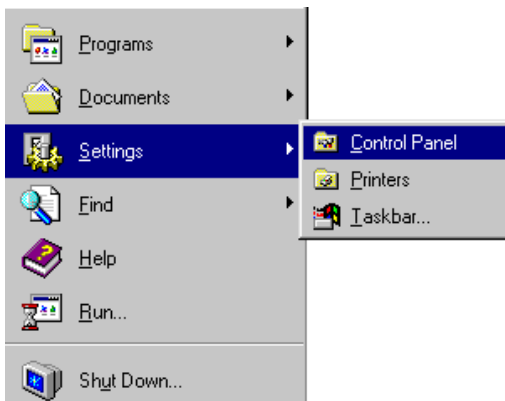 Programs
Documents
Settings
Find
Help
Run...
Shut Down...
Control Panel
Printers
Taskbar...